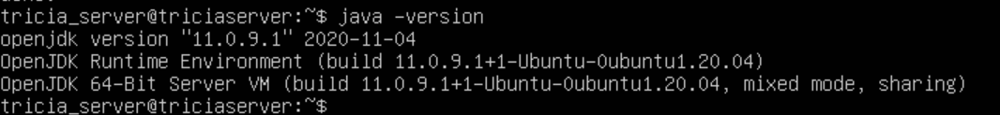 tricia_server@triciaserver:~$ java -version
openjdk version "11.0.9.1" 2020-11-04
OpenJDK Runtime Environment (build 11.0.9.1+1-Ubuntu-0ubuntu1.20.04)
OpenJDK 64-Bit Server VM (build 11.0.9.1+1-Ubuntu-0ubuntu1.20.04, mixed mode, sharing)
tricia_server@triciaserver:~$